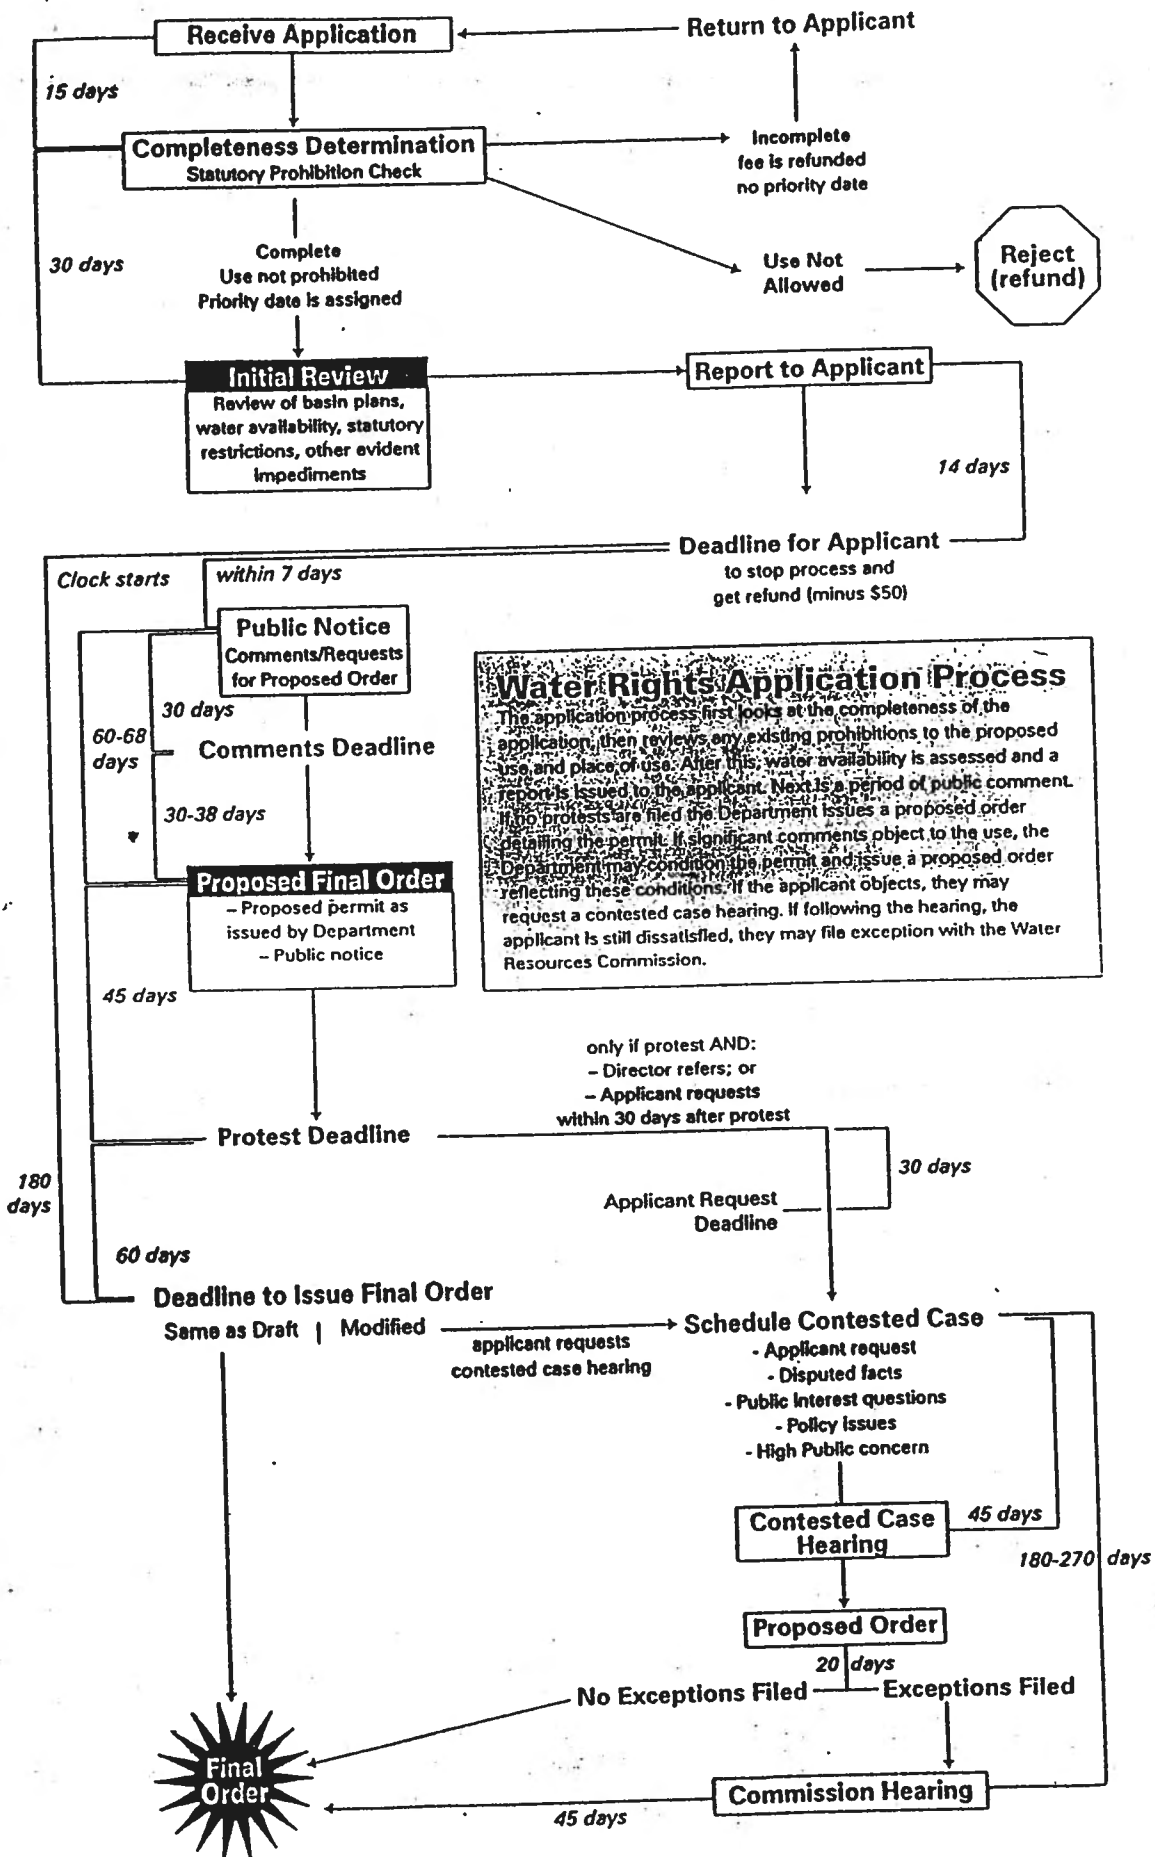 Receive Application
Return to Applicant
15 days
Completeness Determination
Statutory Prohibition Check
Incomplete
fee is refunded
no priority date
30 days
Complete
Use not prohibited
Priority date is assigned
Use Not
Allowed
Reject
(refund)
Initial Review
Review of basin plans,
water availability, statutory
restrictions, other evident
impediments
Report to Applicant
14 days
Deadline for Applicant
to stop process and
get refund (minus $50)
Clock starts
within 7 days
Public Notice
Comments/Requests
for Proposed Order
30 days
60-68
days
Comments Deadline
30-38 days
Water Rights Application Process
The application process first looks at the completeness of the
application, then reviews any existing prohibitions to the proposed
use and place of use. After this, water availability is assessed and a
report is issued to the applicant. Next is a period of public comment.
If no protests are filed the Department issues a proposed order
detailing the permit. If significant comments object to the use, the
Department may condition the permit and issue a proposed order
reflecting these conditions. If the applicant objects, they may
request a contested case hearing. If following the hearing, the
applicant is still dissatisfied, they may file exception with the Water
Resources Commission.
Proposed Final Order
– Proposed permit as
issued by Department
– Public notice
45 days
only if protest AND:
– Director refers; or
– Applicant requests
within 30 days after protest
Protest Deadline
30 days
180
days
Applicant Request
Deadline
60 days
Deadline to Issue Final Order
Same as Draft | Modified
applicant requests
contested case hearing
Schedule Contested Case
- Applicant request
- Disputed facts
- Public interest questions
- Policy issues
- High Public concern
Contested Case
Hearing
45 days
180-270 days
Proposed Order
20 days
No Exceptions Filed
Exceptions Filed
Final
Order
Commission Hearing
45 days